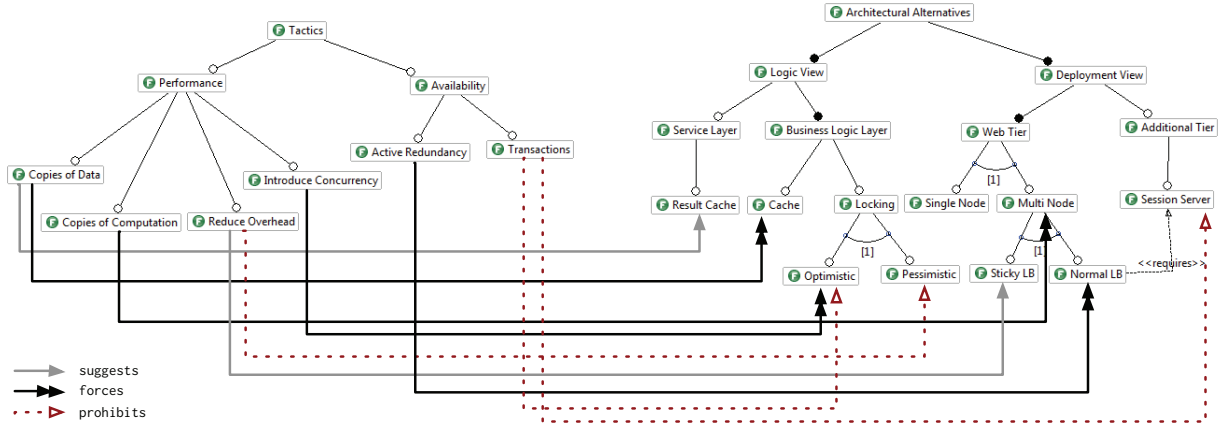 Architectural Alternatives
Tactics
Logic View
Deployment View
Performance
Availability
Service Layer
Business Logic Layer
Web Tier
Additional Tier
Active Redundancy
Transactions
[1]
Copies of Data
Introduce Concurrency
Result Cache
Cache
Locking
Single Node
Multi Node
Session Server
Copies of Computation
Reduce Overhead
[1]
[1]
<<requires>>
Optimistic
Pessimistic
Sticky LB
Normal LB
suggests
forces
prohibits